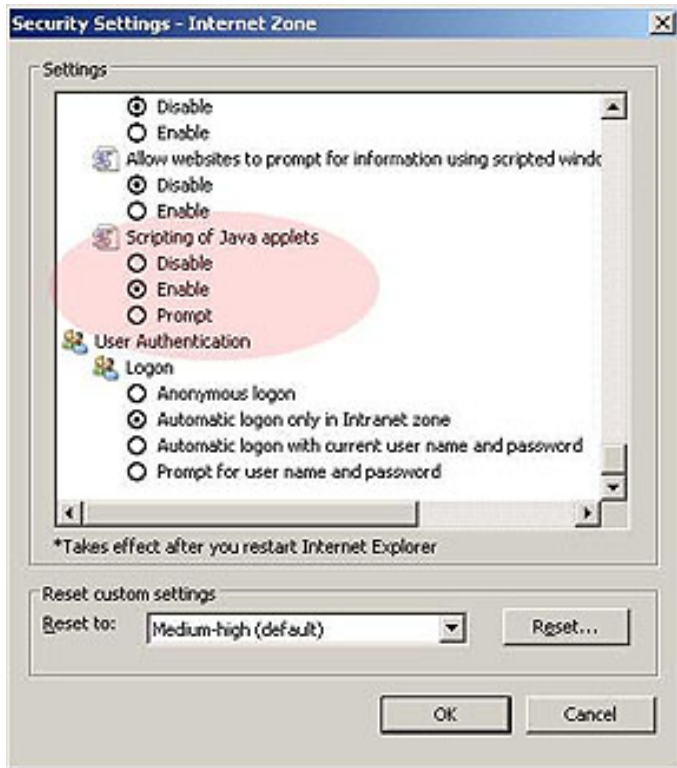 Security Settings - Internet Zone
Settings
Disable
Enable
Allow websites to prompt for information using scripted windo
Disable
Enable
Scripting of Java applets
Disable
Enable
Prompt
User Authentication
Logon
Anonymous logon
Automatic logon only in Intranet zone
Automatic logon with current user name and password
Prompt for user name and password
*Takes effect after you restart Internet Explorer
Reset custom settings
Reset to: Medium-high (default) Reset...
OK Cancel